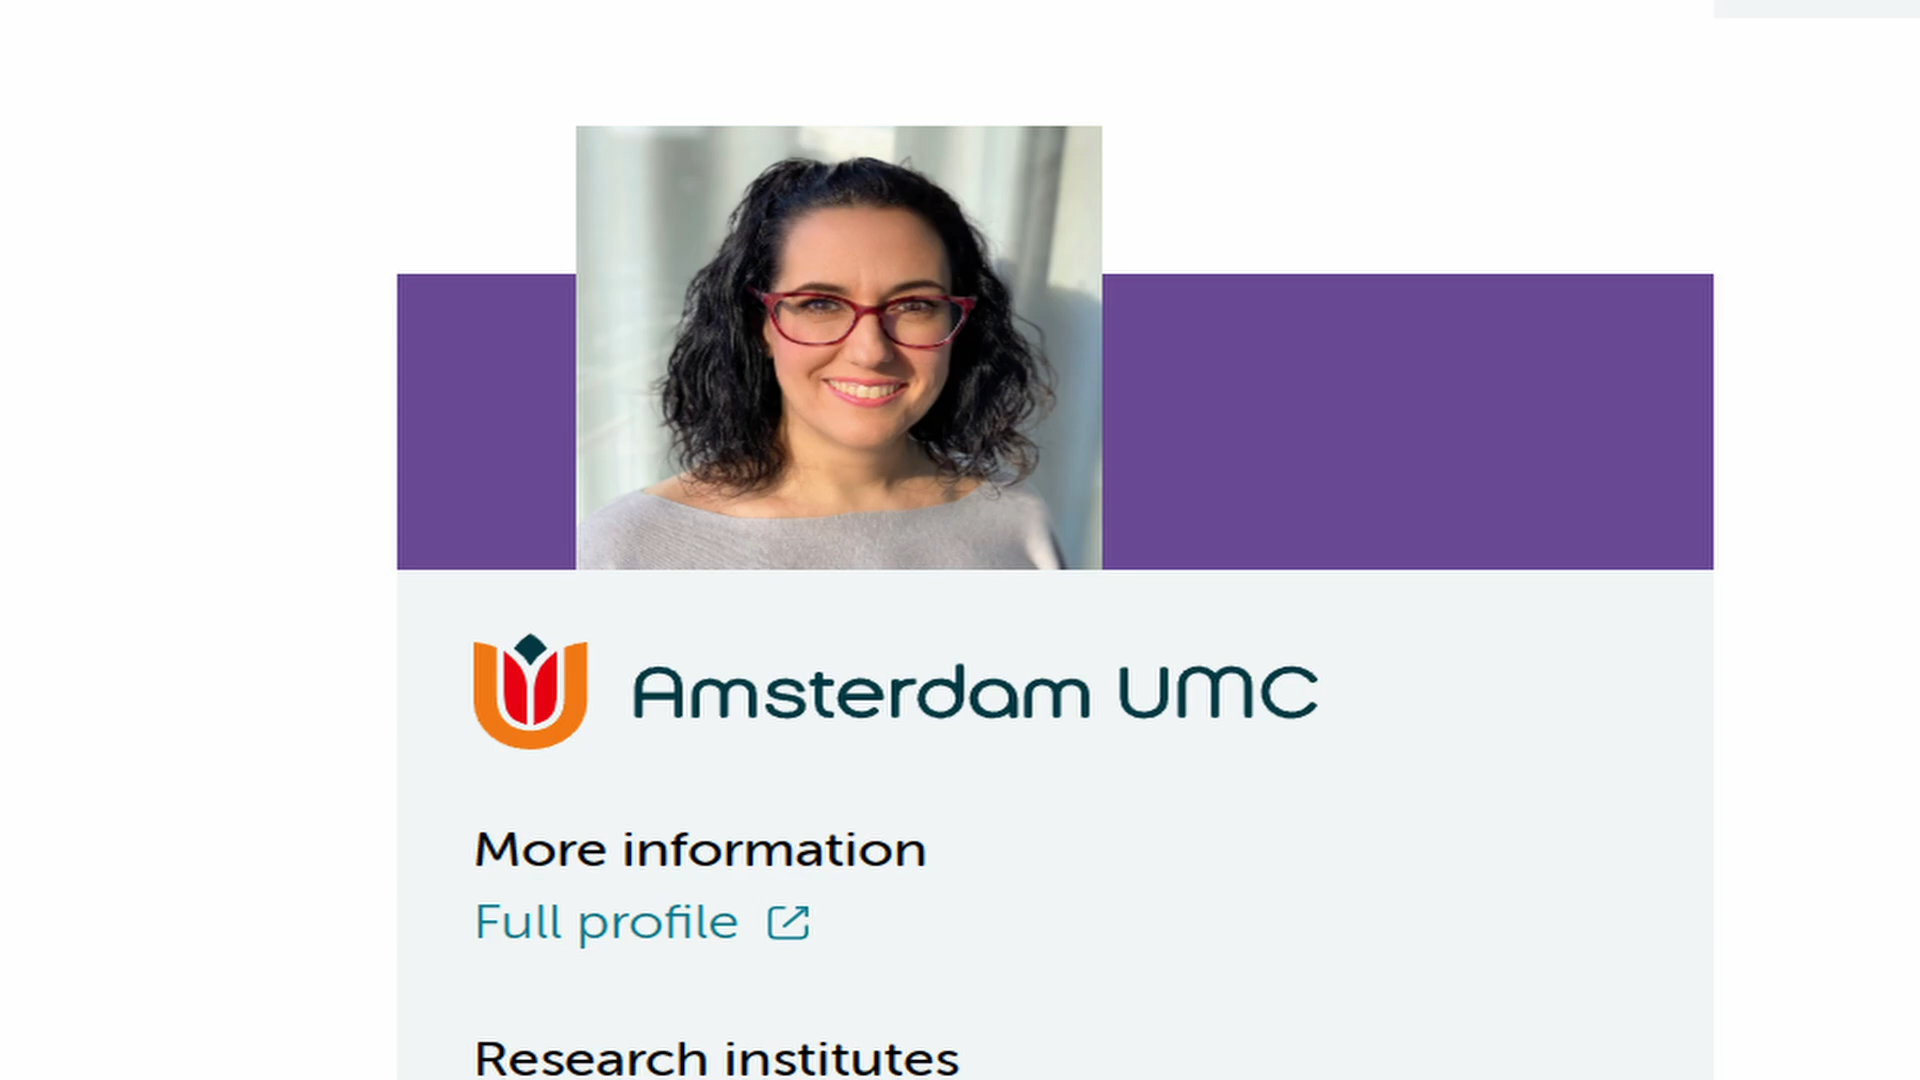 Amsterdam UMC
More information
Full profile
Research institutes